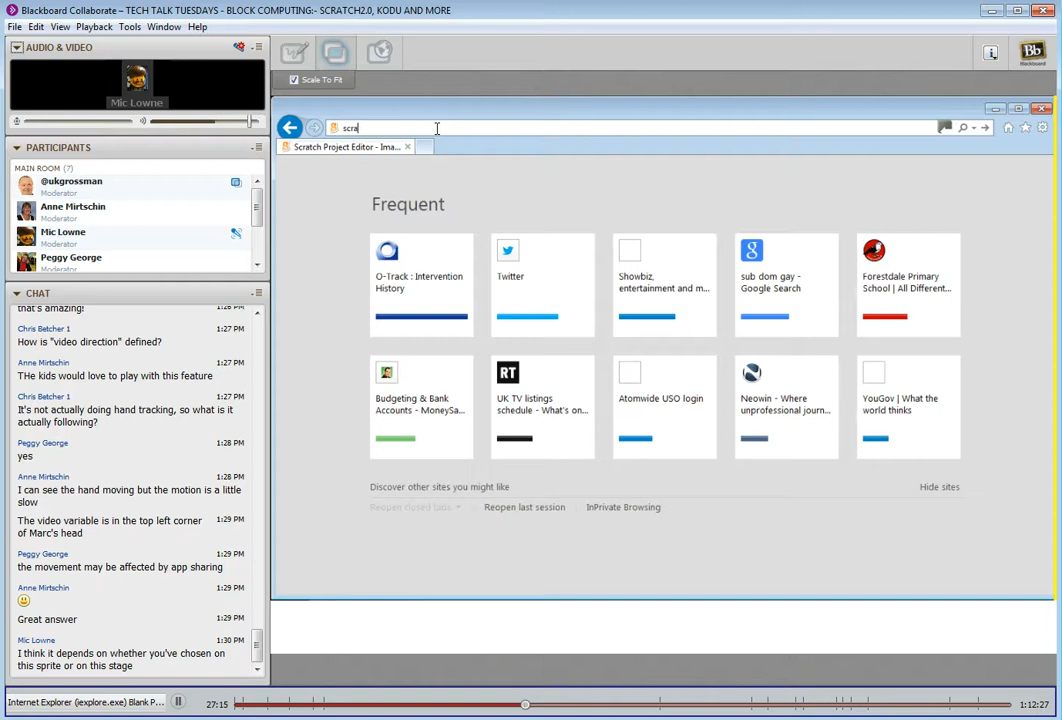 Blackboard Collaborate – TECH TALK TUESDAYS - BLOCK COMPUTING:- SCRATCH2.0, KODU AND MORE
File Edit View Playback Tools Window Help
AUDIO & VIDEO
Mic Lowne
Scale To Fit
Bb
Blackboard
PARTICIPANTS
MAIN ROOM (7)
@ukgrossman
Moderator
Anne Mirtschin
Moderator
Mic Lowne
Moderator
Peggy George
Moderator
CHAT
that's amazing!
1:26 PM
Chris Betcher 1 1:27 PM
How is "video direction" defined?
Anne Mirtschin 1:27 PM
THe kids would love to play with this feature
Chris Betcher 1 1:27 PM
It's not actually doing hand tracking, so what is it
actually following?
Peggy George 1:28 PM
yes
Anne Mirtschin 1:28 PM
I can see the hand moving but the motion is a little
slow
The video variable is in the top left corner 1:29 PM
of Marc's head
Peggy George 1:29 PM
the movement may be affected by app sharing
Anne Mirtschin 1:29 PM
Great answer 1:29 PM
Mic Lowne 1:30 PM
I think it depends on whether you've chosen
on this sprite or on this stage
scra
Scratch Project Editor - Ima...
Frequent
O-Track : Intervention
History
Twitter
Showbiz,
entertainment and m...
sub dom gay -
Google Search
Forestdale Primary
School | All Different...
Budgeting & Bank
Accounts - MoneySa...
RT
UK TV listings
schedule - What's on...
Atomwide USO login
Neowin - Where
unprofessional journ...
YouGov | What the
world thinks
Discover other sites you might like
Hide sites
Reopen closed tabs
Reopen last session
InPrivate Browsing
Internet Explorer (iexplore.exe) Blank P...
27:15
1:12:27